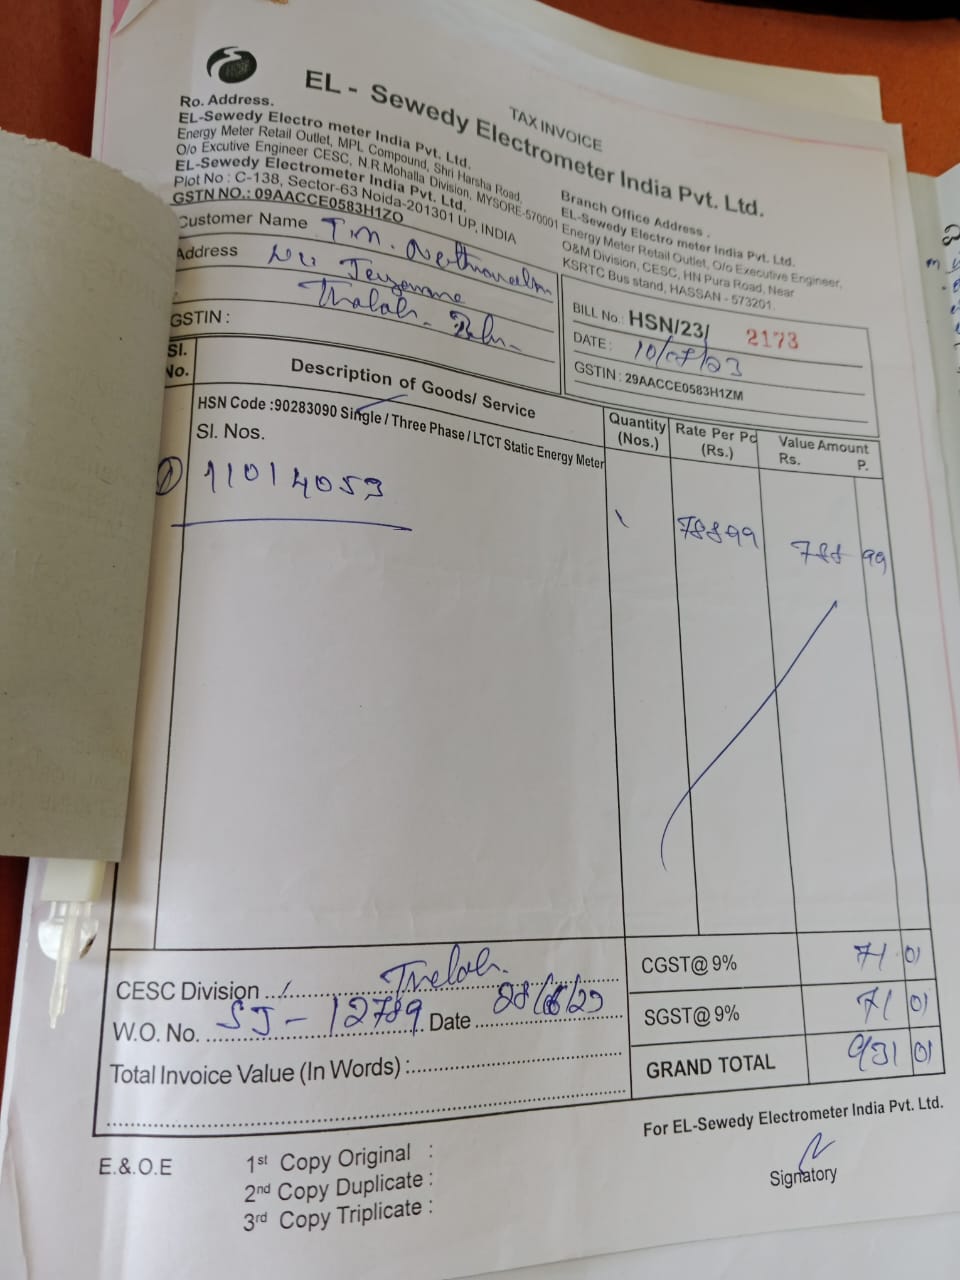 TAX INVOICE
EL - Sewedy Electrometer India Pvt. Ltd.
Ro. Address.
EL-Sewedy Electro meter India Pvt. Ltd.
Energy Meter Retail Outlet, MPL Compound, Shri Harsha Road,
O/o Excutive Engineer CESC, N.R.Mohalla Division, MYSORE-570001
EL-Sewedy Electrometer India Pvt. Ltd.
Plot No : C-138, Sector-63 Noida-201301 UP, INDIA
GSTN NO.: 09AACCE0583H1ZO
Branch Office Address .
EL-Sewedy Electro meter India Pvt. Ltd.
Energy Meter Retail Outlet, O/o Executive Engineer,
O&M Division, CESC, HN Pura Road, Near
KSRTC Bus stand, HASSAN - 573201.
Customer Name T.M.
Address
GSTIN :
BILL No.: HSN/23/ 2173
DATE : 10/08/23
GSTIN : 29AACCE0583H1ZM
Sl. No. Description of Goods/ Service Quantity (Nos.) Rate Per Pc (Rs.) Value Amount Rs. P.
HSN Code :90283090 Single / Three Phase / LTCT Static Energy Meter
Sl. Nos.
1 11014053 1 78899 788 99
CESC Division
W.O. No. SJ-12789 Date
Total Invoice Value (In Words) :
CGST@ 9% 71 01
SGST@ 9% 71 01
GRAND TOTAL 931 01
For EL-Sewedy Electrometer India Pvt. Ltd.
Signatory
E.&.O.E
1st Copy Original :
2nd Copy Duplicate :
3rd Copy Triplicate :